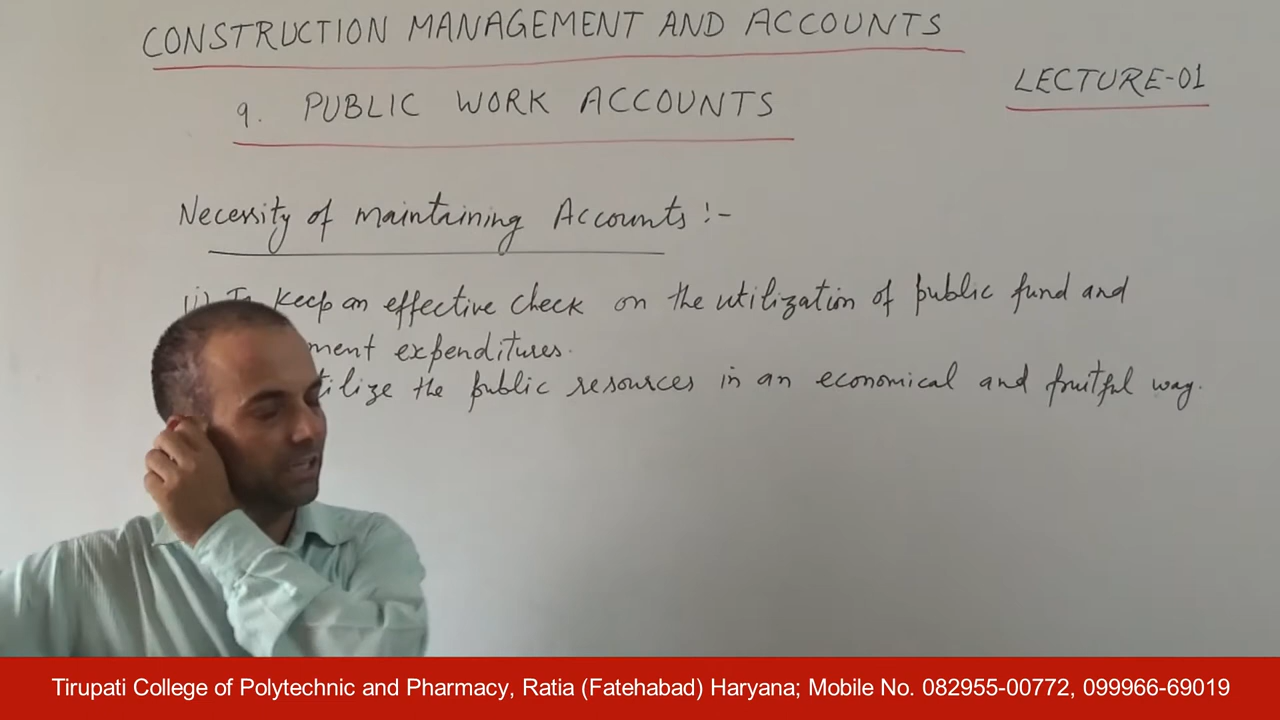 CONSTRUCTION MANAGEMENT AND ACCOUNTS
LECTURE-01
9. PUBLIC WORK ACCOUNTS
Necessity of maintaining Accounts :-
(i) To keep an effective check on the utilization of public fund and
ment expenditures.
tilize the public resources in an economical and fruitful way.
Tirupati College of Polytechnic and Pharmacy, Ratia (Fatehabad) Haryana; Mobile No. 082955-00772, 099966-69019